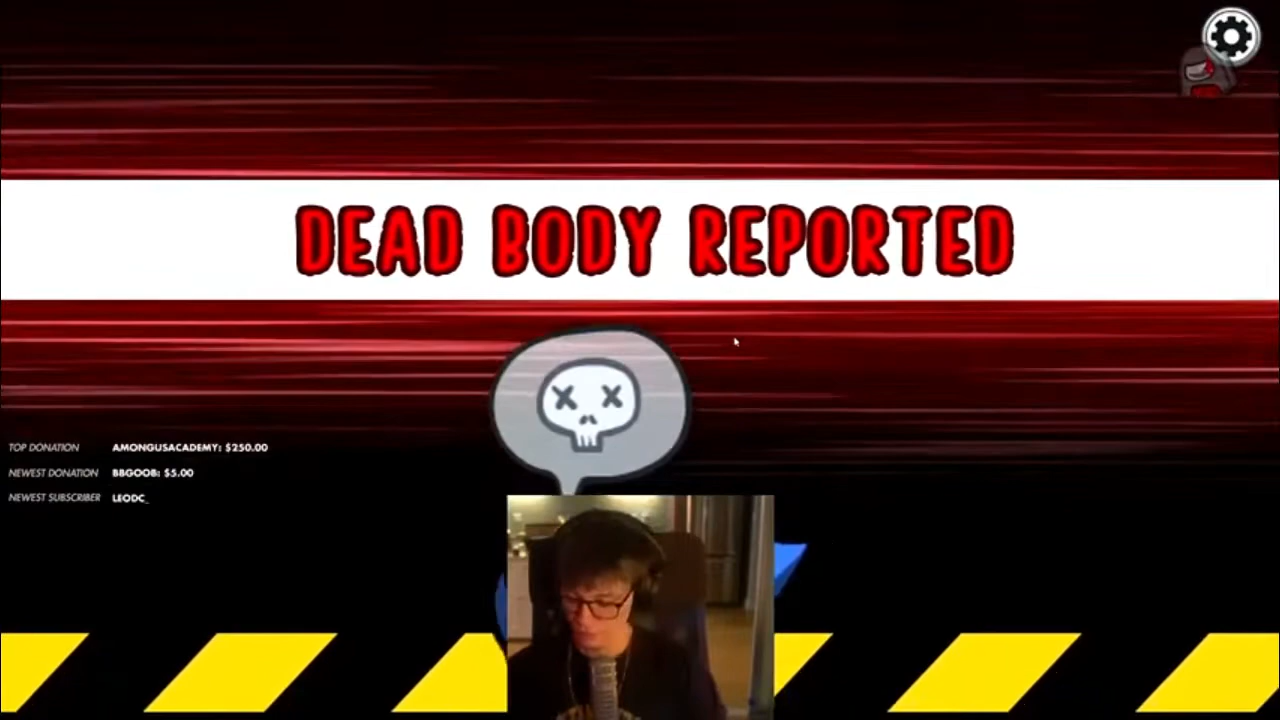 DEAD BODY REPORTED
TOP DONATION AMONGUSACADEMY: $250.00
NEWEST DONATION BBGOOB: $5.00
NEWEST SUBSCRIBER LEODC_